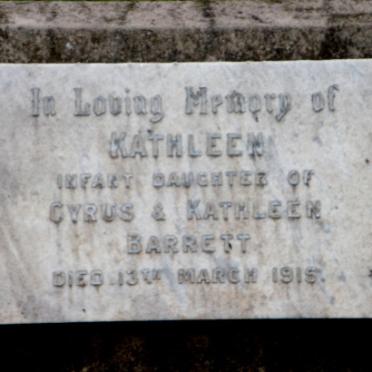 In Loving Memory of
KATHLEEN
INFANT DAUGHTER OF
CYRUS & KATHLEEN
BARRETT
DIED 13TH MARCH 1915.